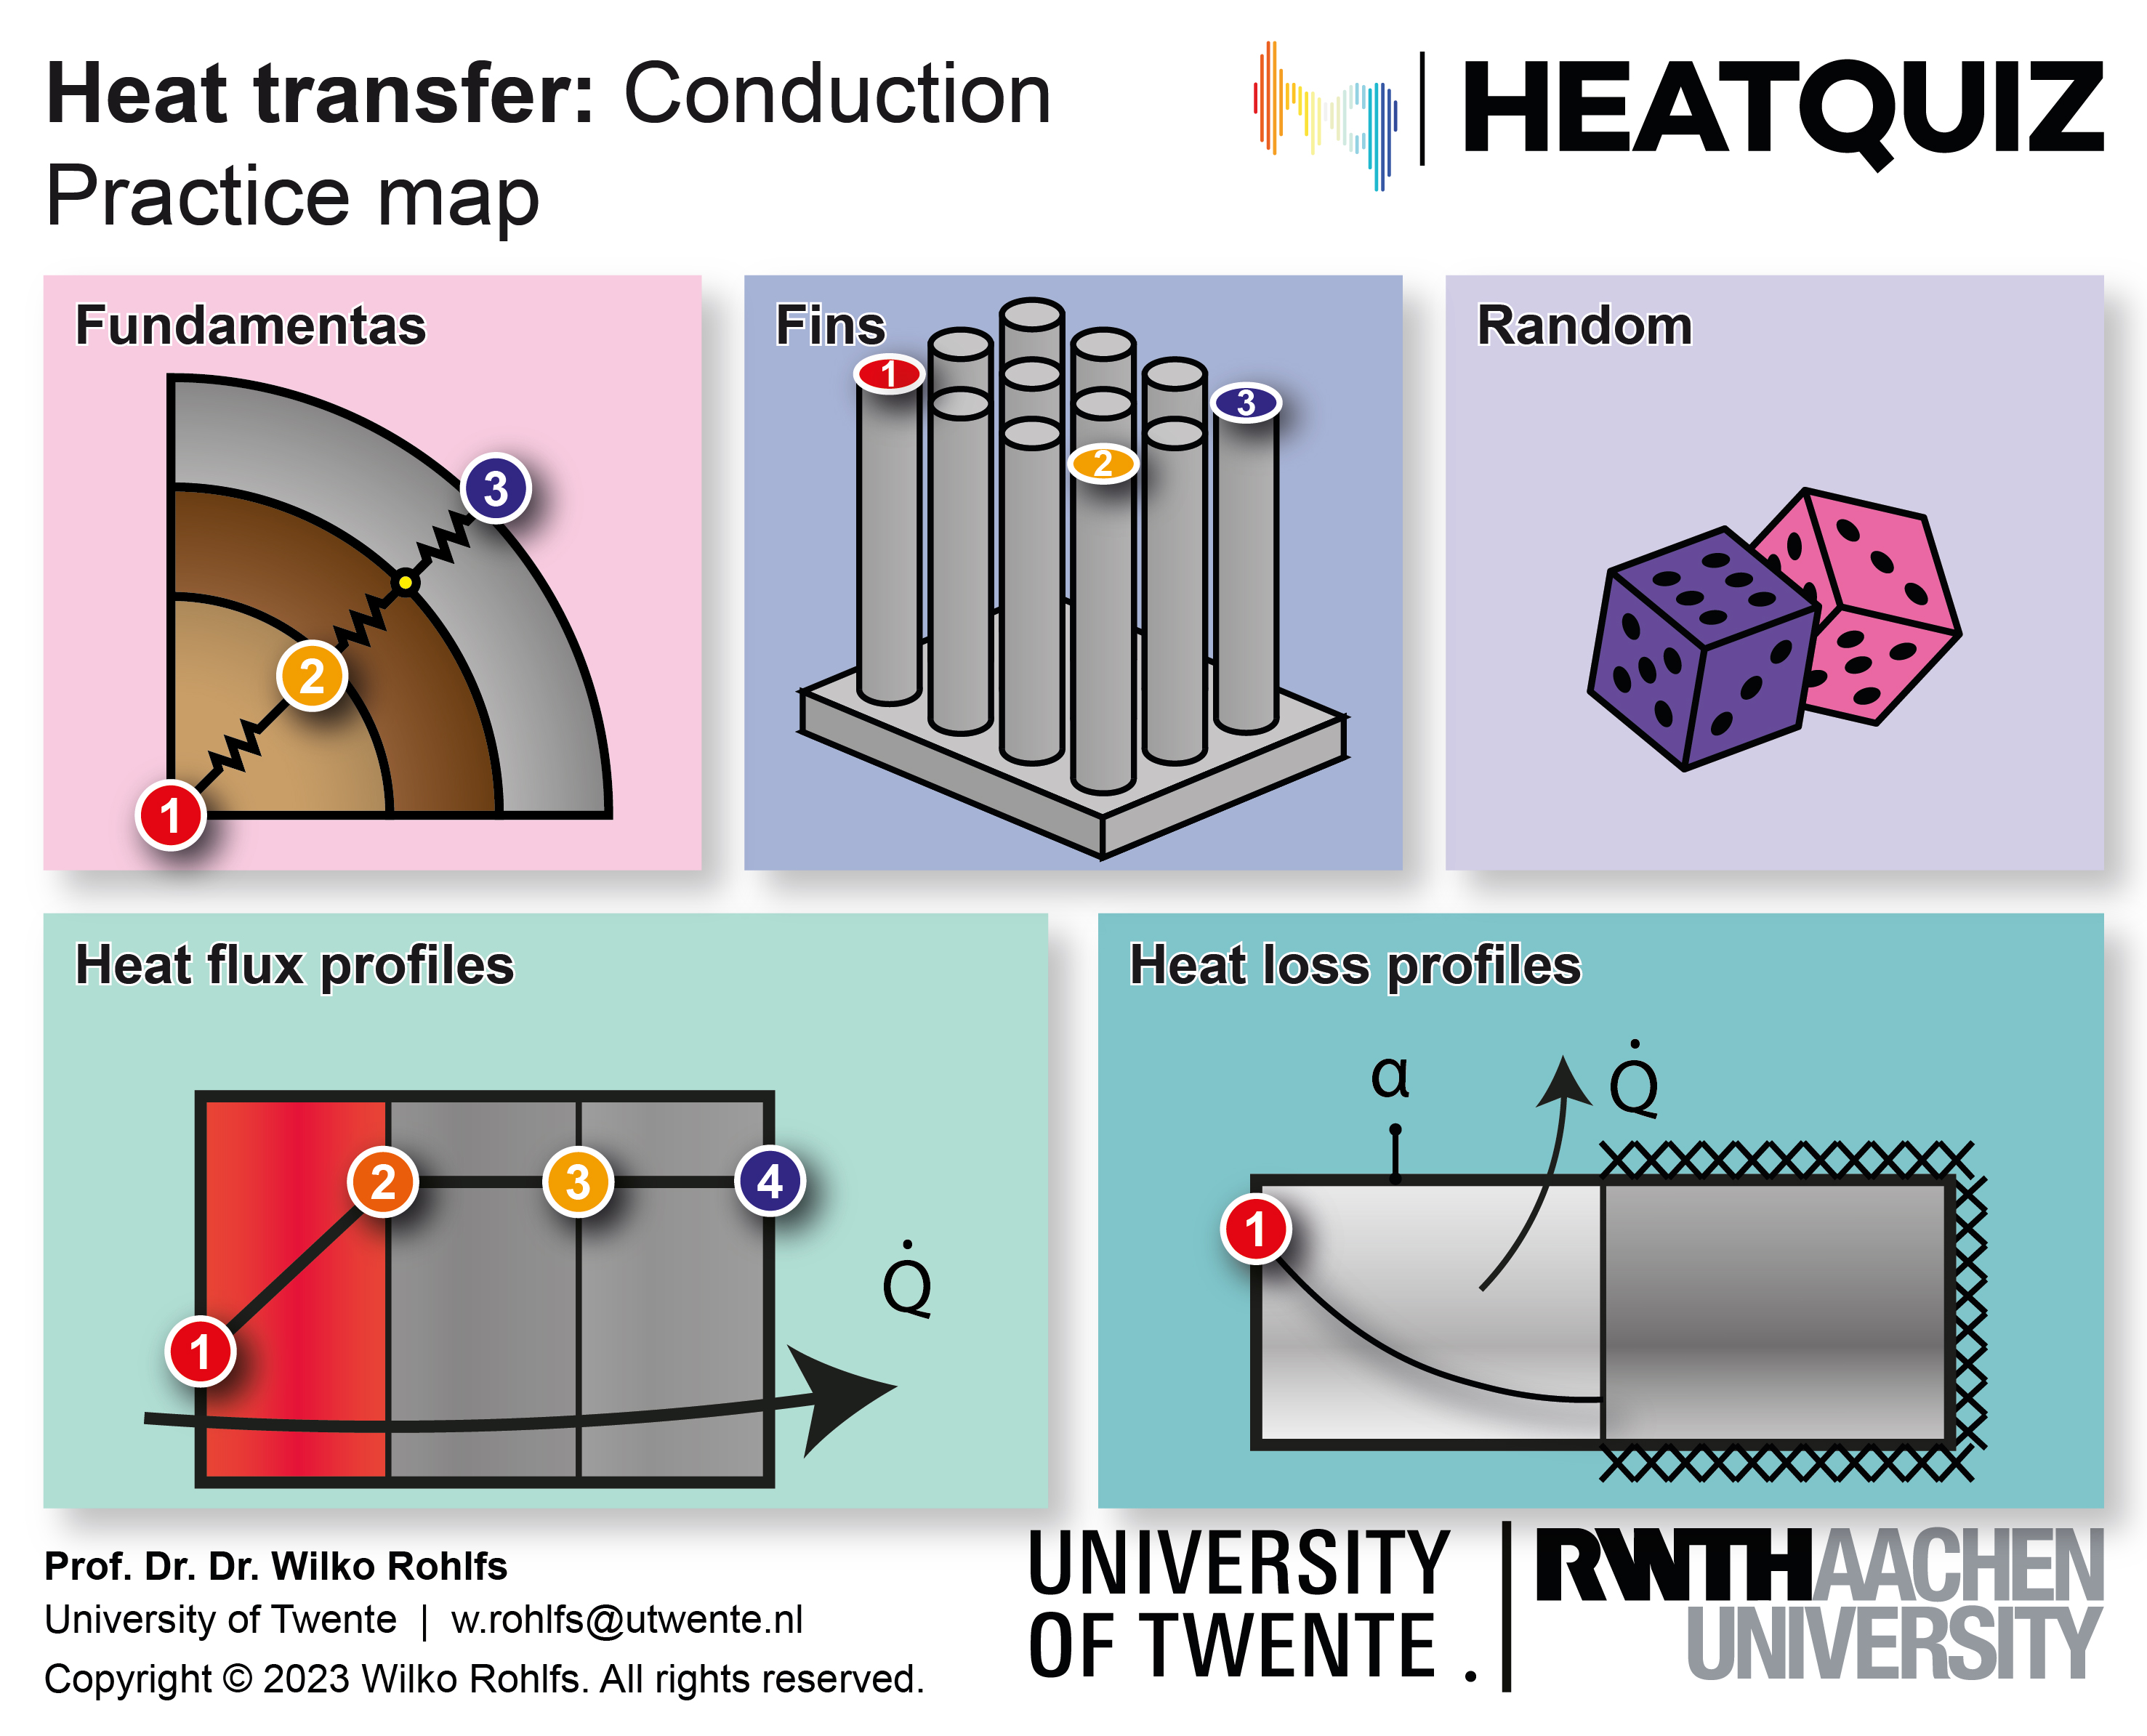 Heat transfer: Conduction
Practice map
HEATQUIZ
Fundamentas
1
2
3
Fins
1
2
3
Random
Heat flux profiles
1
2
3
4
Q̇
Heat loss profiles
α
Q̇
1
Prof. Dr. Dr. Wilko Rohlfs
University of Twente | w.rohlfs@utwente.nl
Copyright © 2023 Wilko Rohlfs. All rights reserved.
UNIVERSITY
OF TWENTE.
RWTHAACHEN
UNIVERSITY